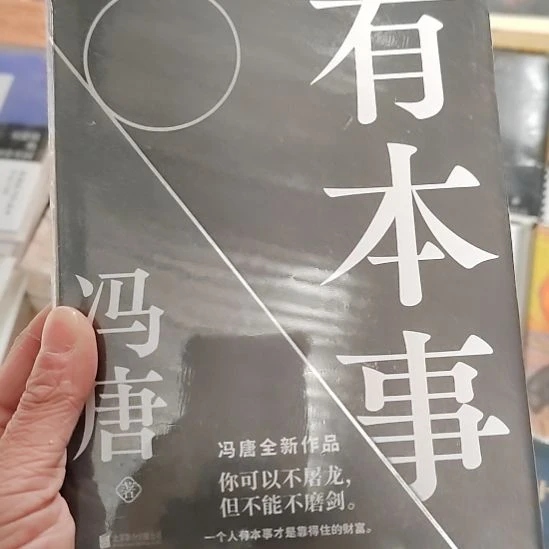 有本事
冯唐
著
冯唐全新作品
你可以不屠龙，
但不能不磨剑。
一个人有本事才是靠得住的财富。